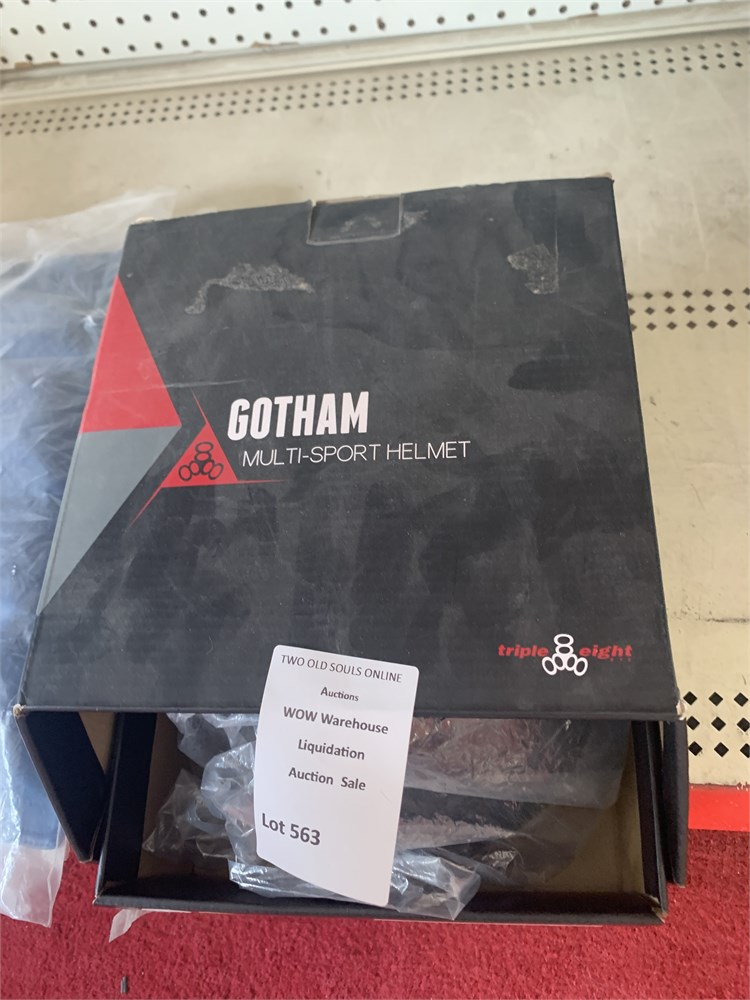 GOTHAM
MULTI-SPORT HELMET
triple eight
TWO OLD SOULS ONLINE
Auctions
WOW Warehouse
Liquidation
Auction Sale
Lot 563